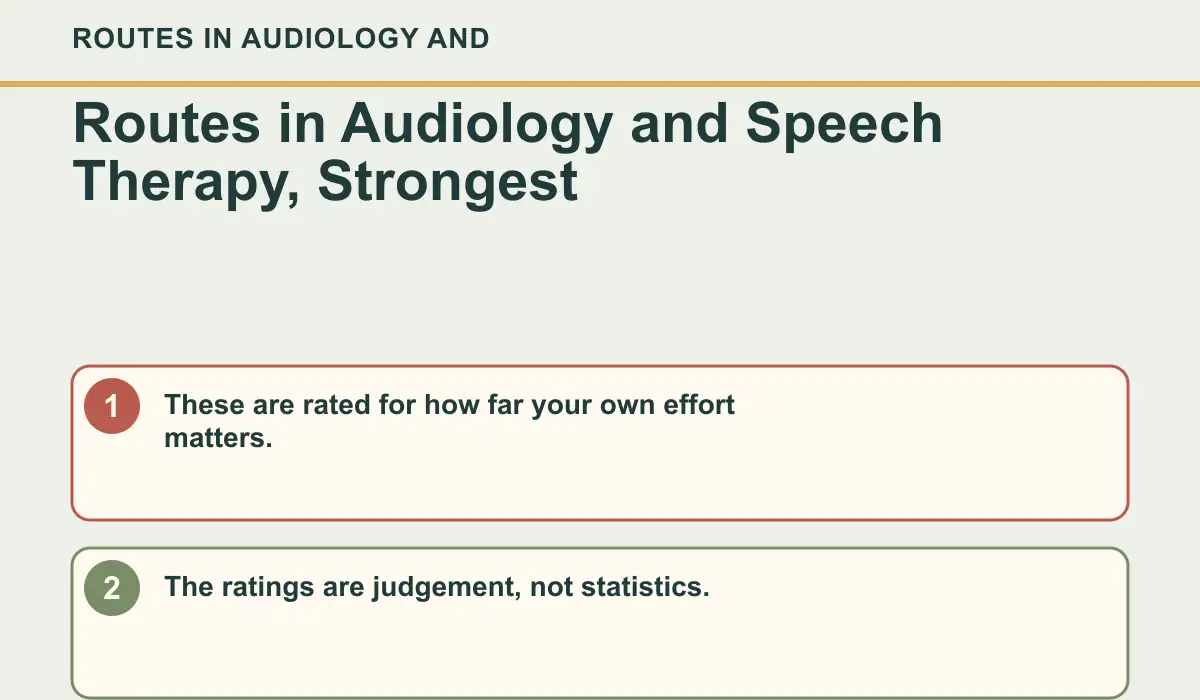 ROUTES IN AUDIOLOGY AND
Routes in Audiology and Speech
Therapy, Strongest
1
These are rated for how far your own effort
matters.
2
The ratings are judgement, not statistics.